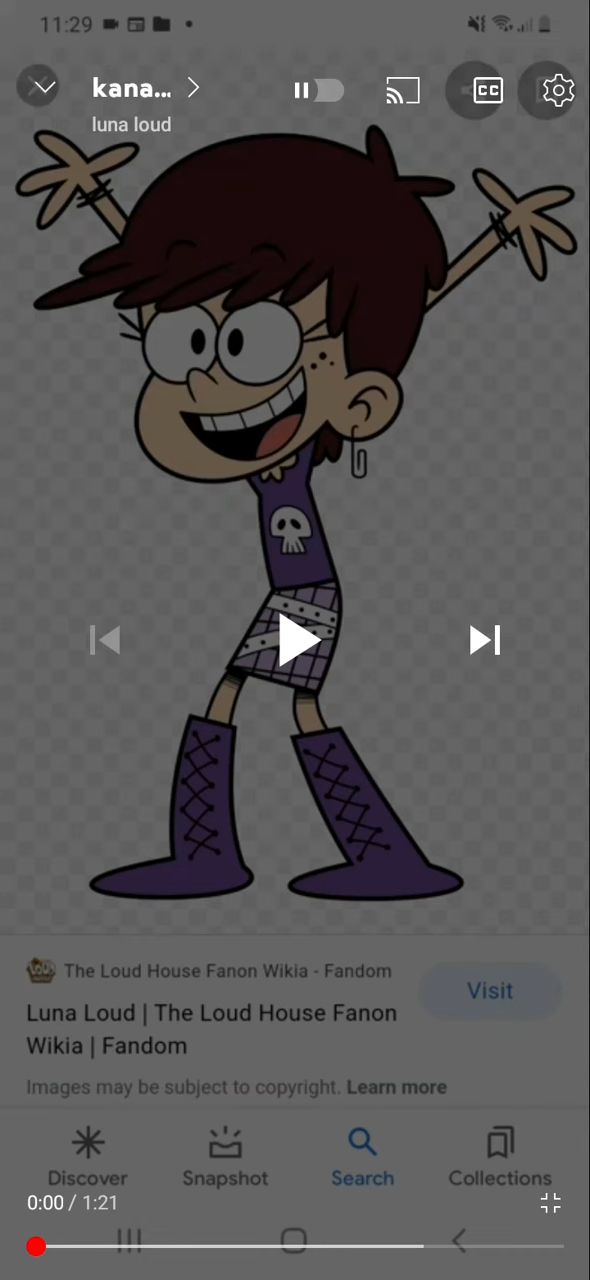 11:29
kana...
CC
luna loud
The Loud House Fanon Wikia - Fandom
Visit
Luna Loud | The Loud House Fanon
Wikia | Fandom
Images may be subject to copyright. Learn more
Discover
Snapshot
Search
Collections
0:00 / 1:21